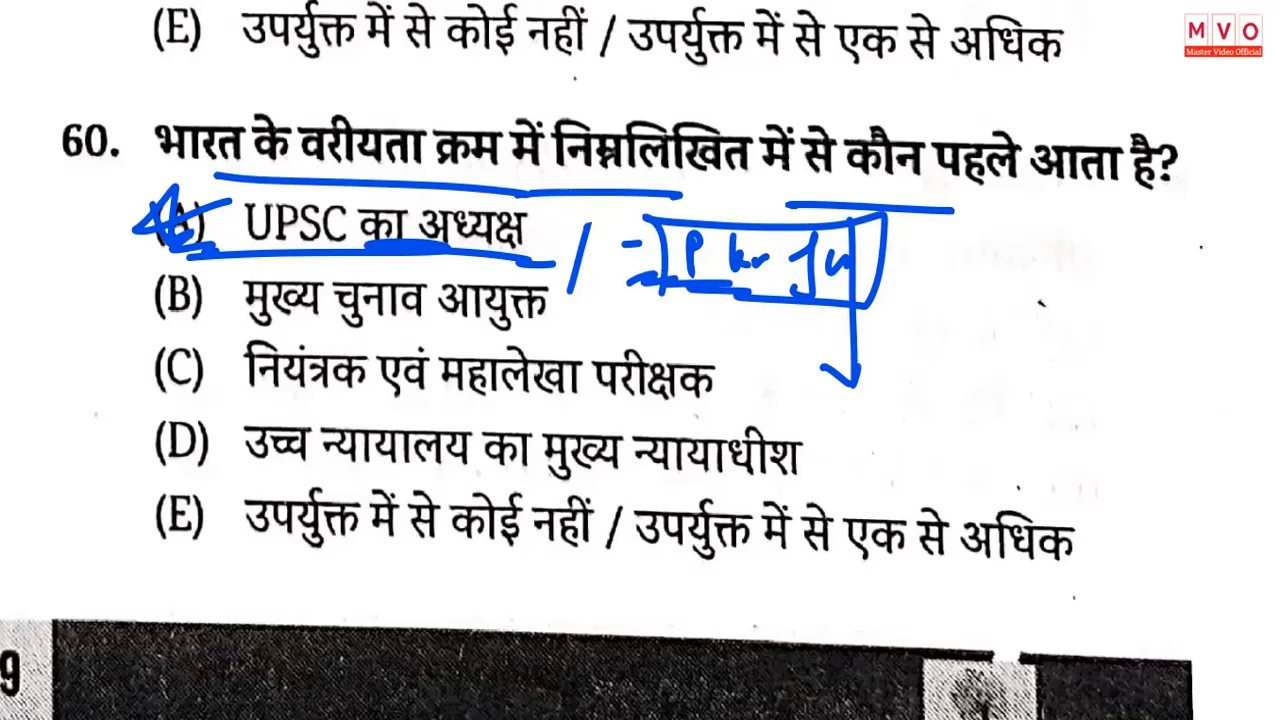 (E) उपर्युक्त में से कोई नहीं / उपर्युक्त में से एक से अधिक
M V O
Master Video Official
60. भारत के वरीयता क्रम में निम्नलिखित में से कौन पहले आता है?
(A) UPSC का अध्यक्ष
(B) मुख्य चुनाव आयुक्त
(C) नियंत्रक एवं महालेखा परीक्षक
(D) उच्च न्यायालय का मुख्य न्यायाधीश
(E) उपर्युक्त में से कोई नहीं / उपर्युक्त में से एक से अधिक
9